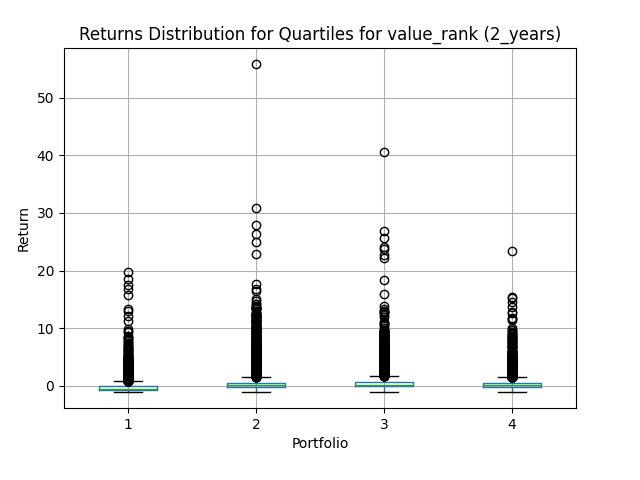 Returns Distribution for Quartiles for value_rank (2_years)
50
40
30
20
10
0
Return
1 2 3 4
Portfolio